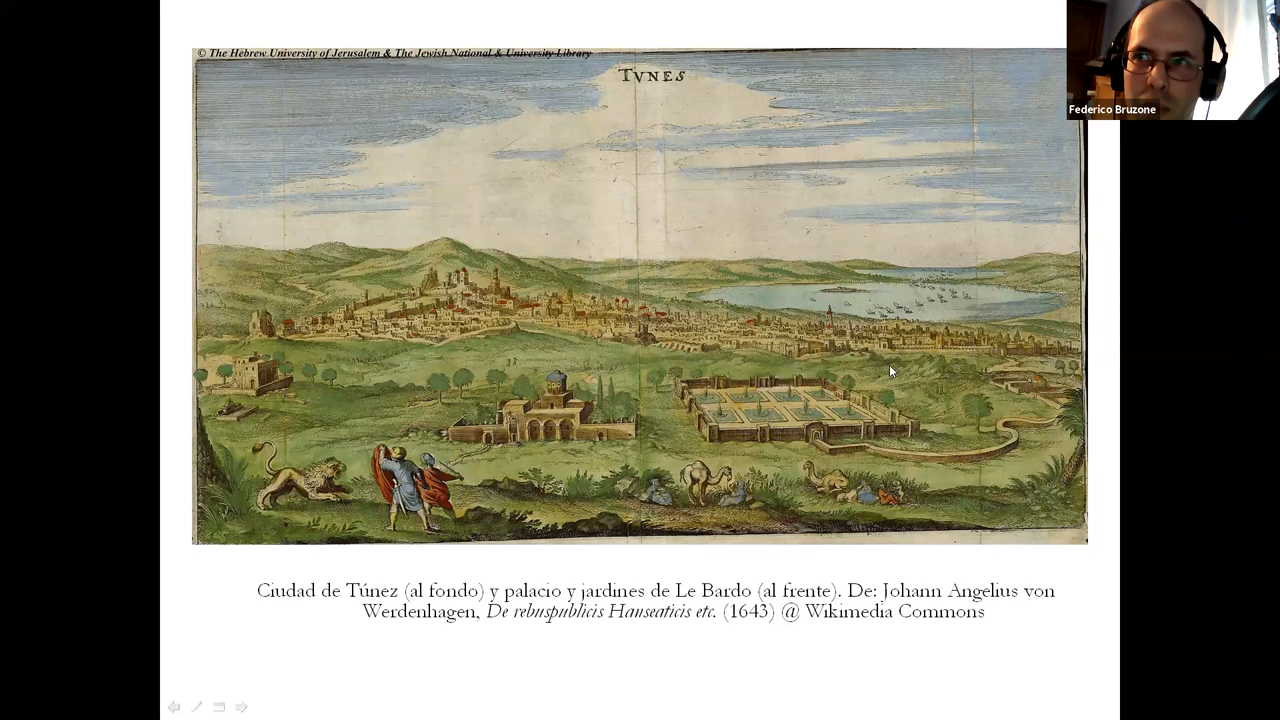 © The Hebrew University of Jerusalem & The Jewish National & University Library
TVNES
Federico Bruzone
Ciudad de Túnez (al fondo) y palacio y jardines de Le Bardo (al frente). De: Johann Angelius von
Werdenhagen, De rebuspublicis Hanseaticis etc. (1643) @ Wikimedia Commons